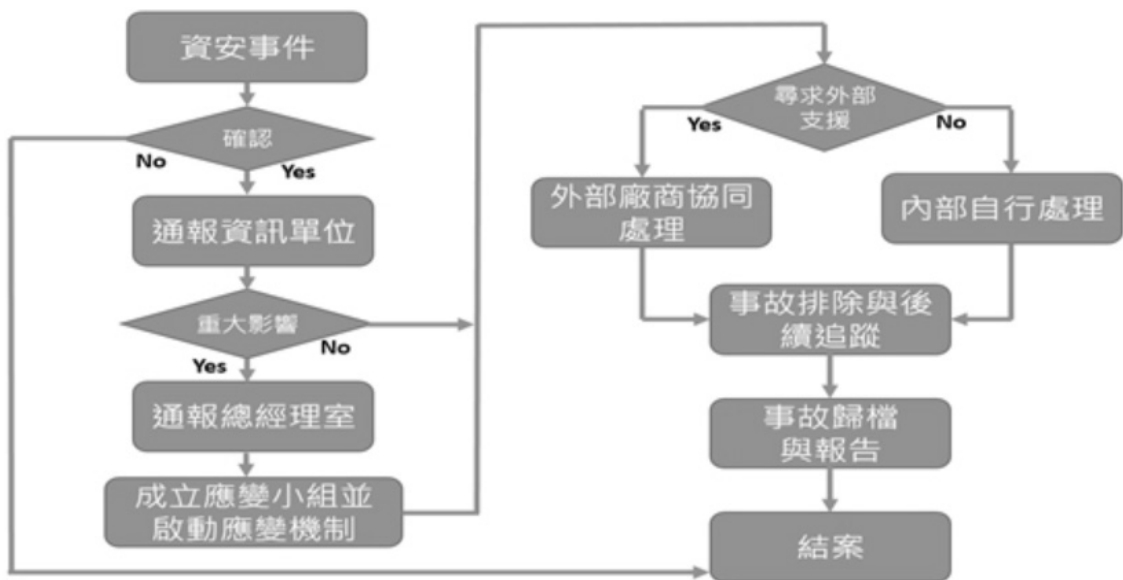 資安事件
確認
No
Yes
通報資訊單位
重大影響
No
Yes
通報總經理室
成立應變小組並
啟動應變機制
尋求外部
支援
Yes
No
外部廠商協同
處理
內部自行處理
事故排除與後
續追蹤
事故歸檔
與報告
結案